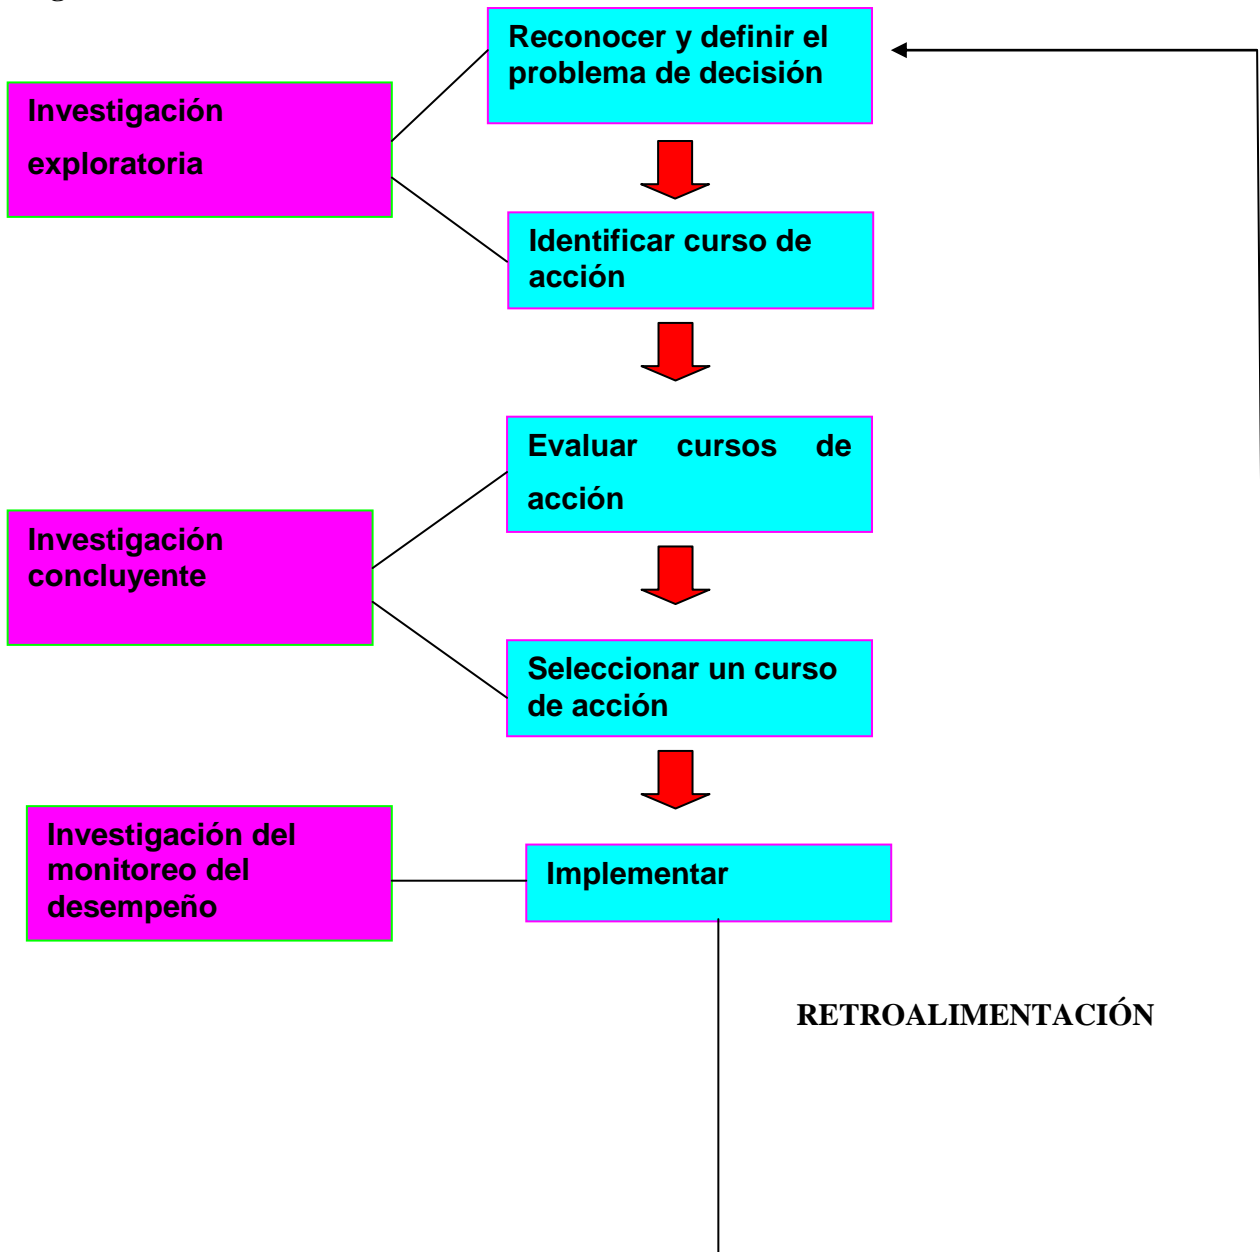 Reconocer y definir el
problema de decisión
Investigación
exploratoria
Identificar curso de
acción
Evaluar cursos de
acción
Investigación
concluyente
Seleccionar un curso
de acción
Investigación del
monitoreo del
desempeño
Implementar
RETROALIMENTACIÓN